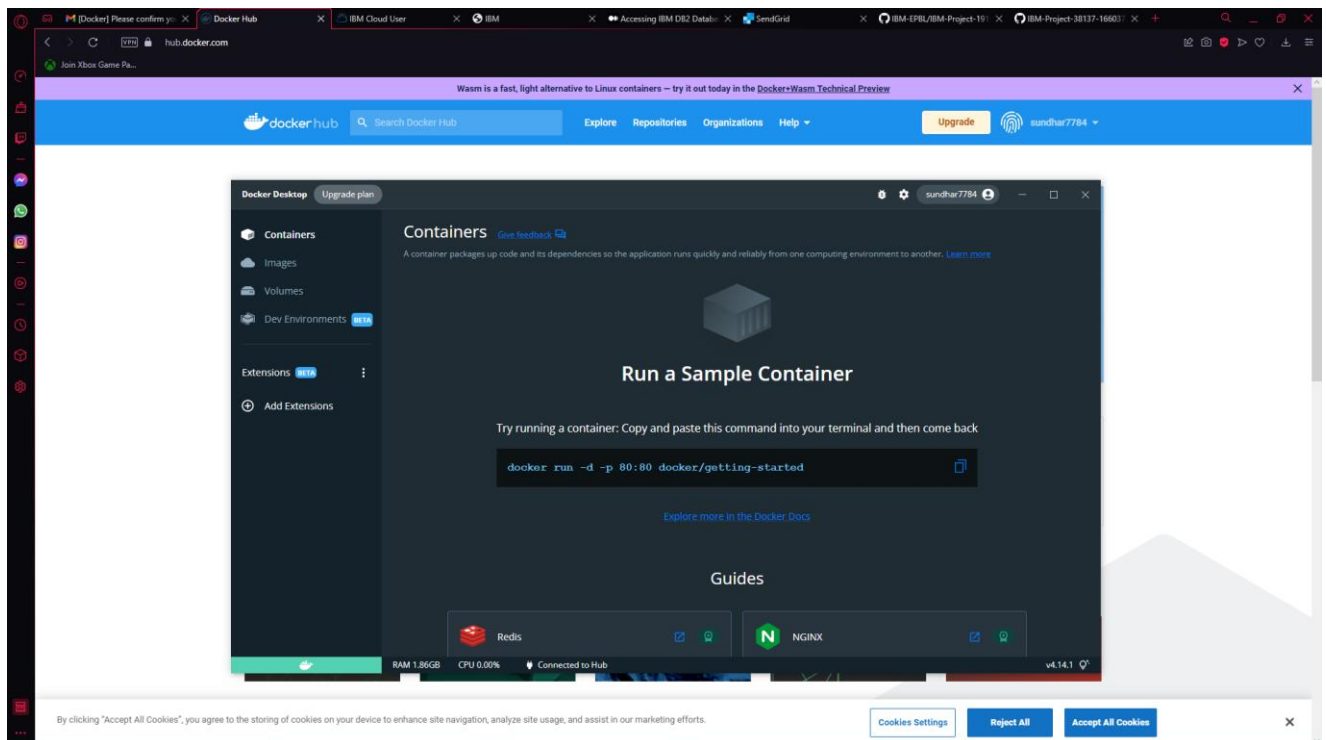 [Docker] Please confirm yo
Docker Hub
IBM Cloud User
IBM
Accessing IBM DB2 Databa
SendGrid
IBM-EPBL/IBM-Project-191
IBM-Project-38137-166037
VPN
hub.docker.com
Join Xbox Game Pa...
Wasm is a fast, light alternative to Linux containers — try it out today in the Docker+Wasm Technical Preview
dockerhub
Search Docker Hub
Explore
Repositories
Organizations
Help
Upgrade
sundhar7784
Docker Desktop
Upgrade plan
sundhar7784
Containers
Images
Volumes
Dev Environments BETA
Extensions BETA
Add Extensions
Containers Give feedback
A container packages up code and its dependencies so the application runs quickly and reliably from one computing environment to another. Learn more
Run a Sample Container
Try running a container: Copy and paste this command into your terminal and then come back
docker run -d -p 80:80 docker/getting-started
Explore more in the Docker Docs
Guides
Redis
N NGINX
RAM 1.86GB CPU 0.00% Connected to Hub
v4.14.1
By clicking "Accept All Cookies", you agree to the storing of cookies on your device to enhance site navigation, analyze site usage, and assist in our marketing efforts.
Cookies Settings
Reject All
Accept All Cookies